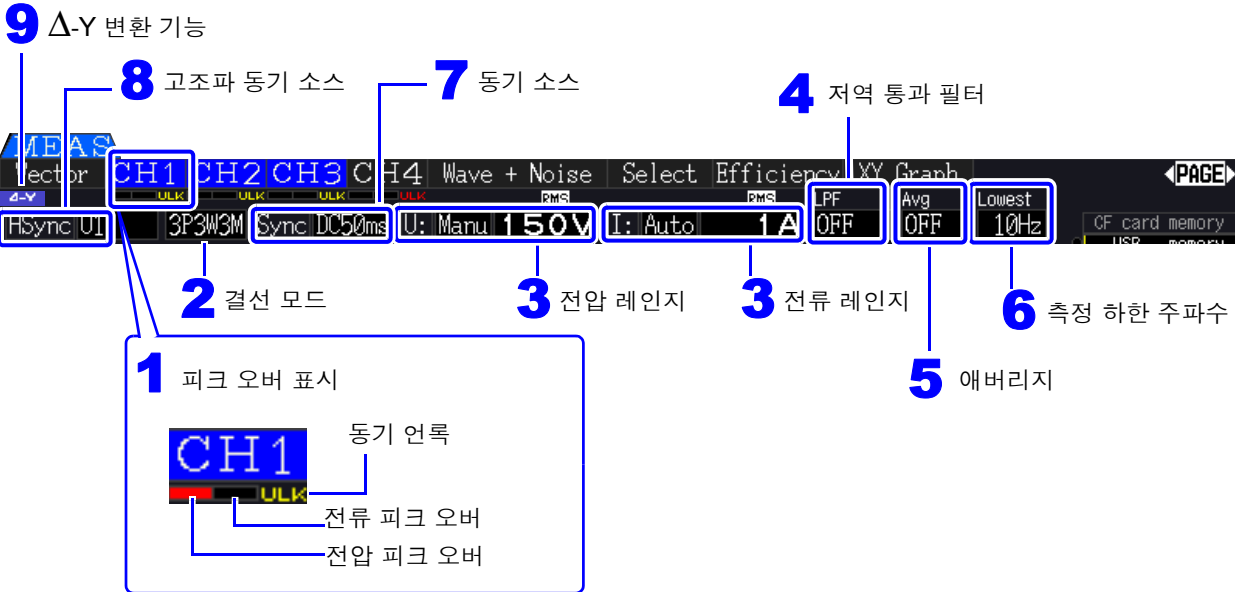 9 Δ-Y 변환 기능
8 고조파 동기 소스
7 동기 소스
4 저역 통과 필터
MEAS
Vector CH1 CH2 CH3 CH4 Wave + Noise Select Efficiency XY Graph PAGE
Δ-Y ULK ULK ULK ULK RMS RMS LPF Avg Lowest
HSync U1 3P3W3M Sync DC50ms U: Manu 150V I: Auto 1A OFF OFF 10Hz CF card memory
USB memory
2 결선 모드
3 전압 레인지
3 전류 레인지
6 측정 하한 주파수
1 피크 오버 표시
5 애버리지
동기 언록
CH1
ULK
전류 피크 오버
전압 피크 오버